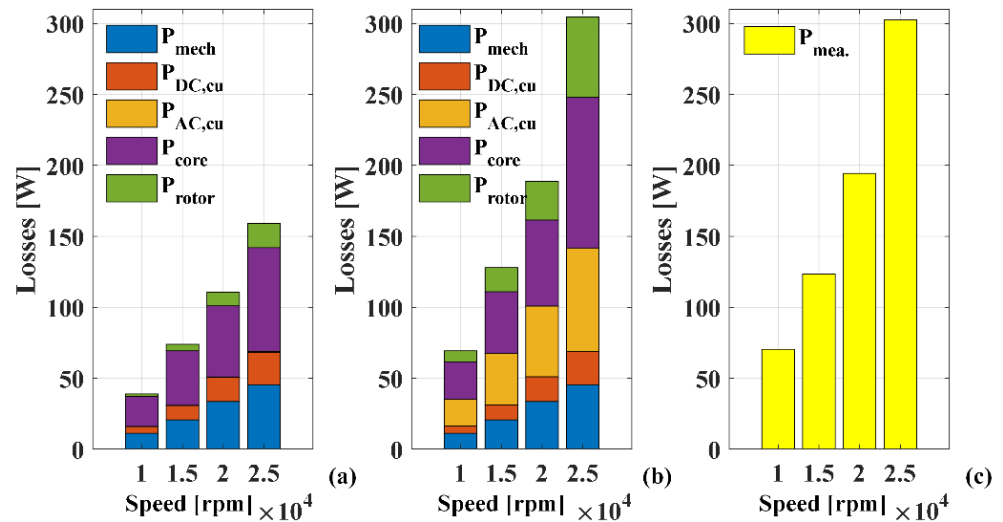 300
250
200
150
100
50
0
Losses [W]
P_mech
P_DC,cu
P_AC,cu
P_core
P_rotor
1 1.5 2 2.5
Speed [rpm] ×10^4
(a)
300
250
200
150
100
50
0
Losses [W]
P_mech
P_DC,cu
P_AC,cu
P_core
P_rotor
1 1.5 2 2.5
Speed [rpm] ×10^4
(b)
300
250
200
150
100
50
0
Losses [W]
P_mea.
1 1.5 2 2.5
Speed [rpm] ×10^4
(c)